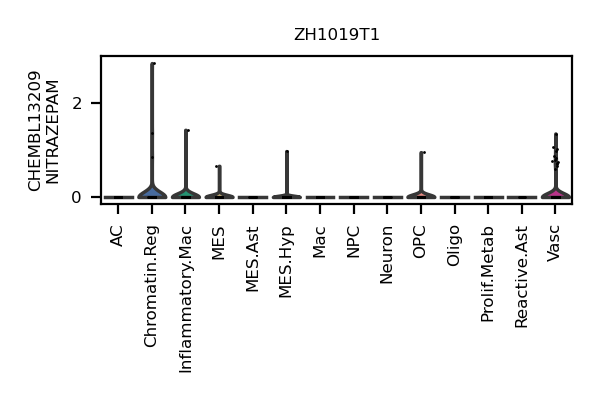 ZH1019T1
CHEMBL13209
NITRAZEPAM
2
0
AC
Chromatin.Reg
Inflammatory.Mac
MES
MES.Ast
MES.Hyp
Mac
NPC
Neuron
OPC
Oligo
Prolif.Metab
Reactive.Ast
Vasc